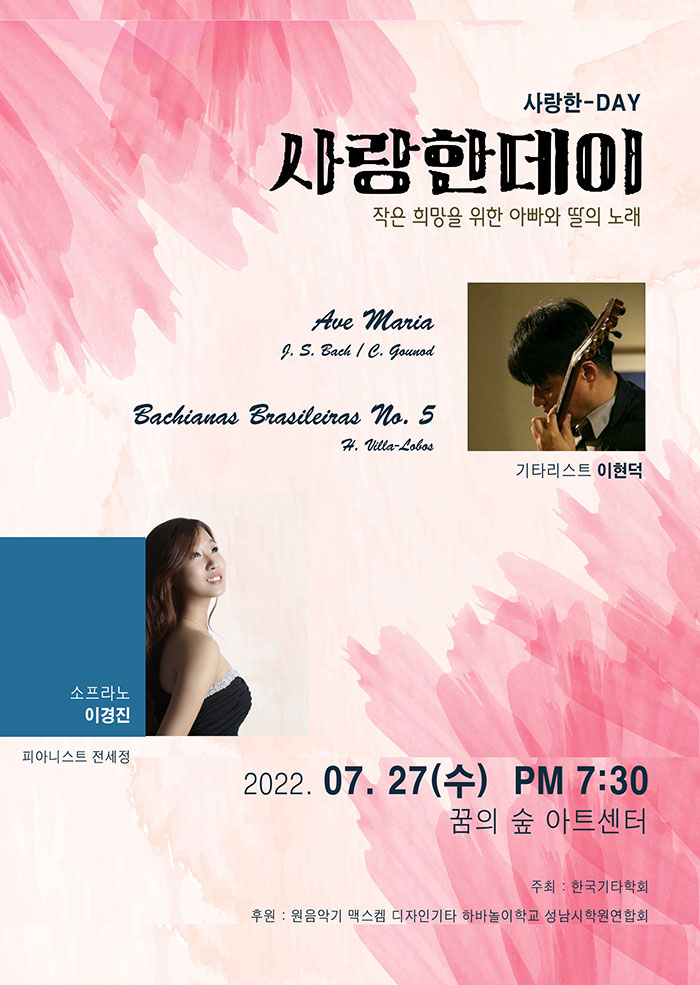 사랑한-DAY
사랑한데이
작은 희망을 위한 아빠와 딸의 노래
Ave Maria
J. S. Bach / C. Gounod
Bachianas Brasileiras No. 5
H. Villa-Lobos
기타리스트 이현덕
소프라노
이경진
피아니스트 전세정
2022. 07. 27(수) PM 7:30
꿈의 숲 아트센터
주최 : 한국기타학회
후원 : 원음악기 맥스켐 디자인기타 하바놀이학교 성남시학원연합회